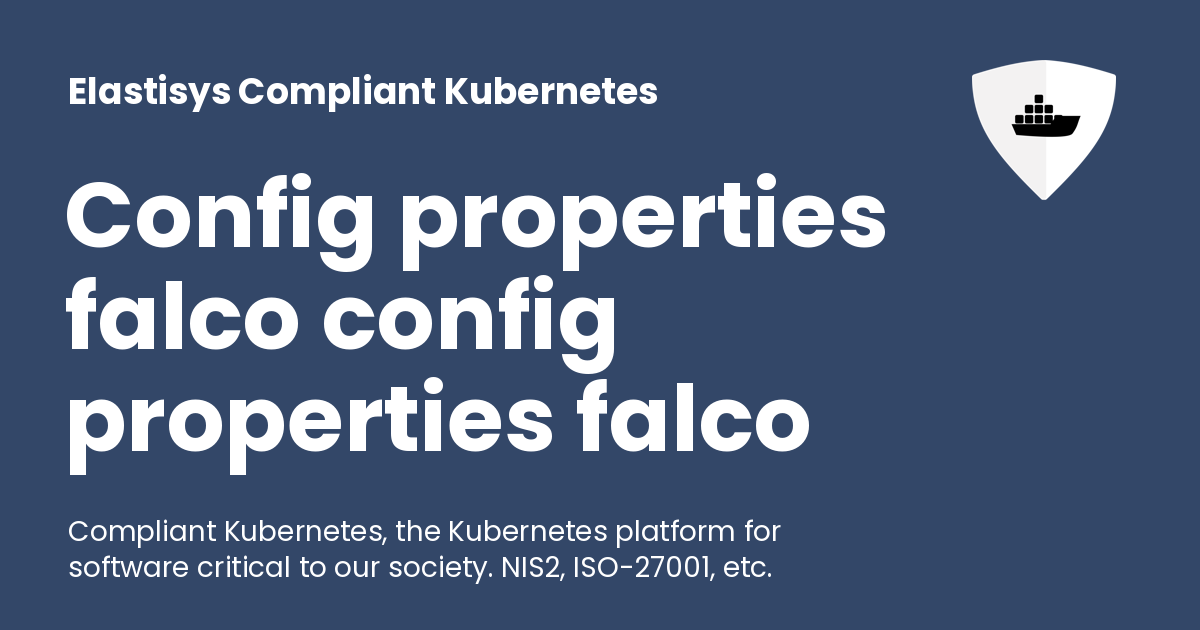 Elastisys Compliant Kubernetes
Config properties
falco config
properties falco
Compliant Kubernetes, the Kubernetes platform for
software critical to our society. NIS2, ISO-27001, etc.